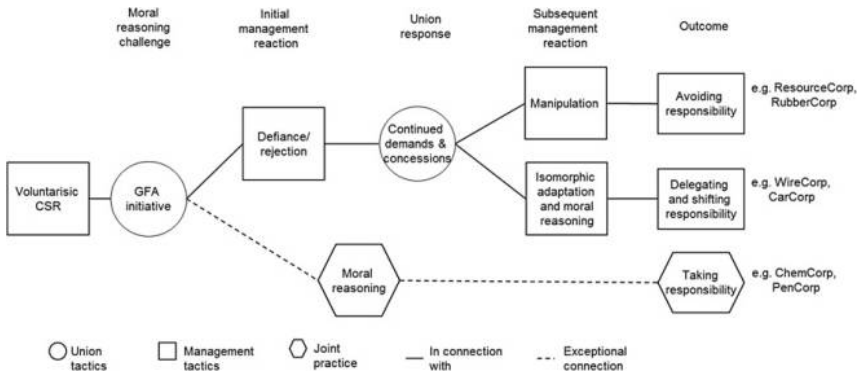 Moral
reasoning
challenge
Initial
management
reaction
Union
response
Subsequent
management
reaction
Outcome
Voluntarisic
CSR
GFA
initiative
Defiance/
rejection
Continued
demands &
concessions
Manipulation
Avoiding
responsibility
e.g. ResourceCorp,
RubberCorp
Isomorphic
adaptation
and moral
reasoning
Delegating
and shifting
responsibility
e.g. WireCorp,
CarCorp
Moral
reasoning
Taking
responsibility
e.g. ChemCorp,
PenCorp
Union
tactics
Management
tactics
Joint
practice
In connection
with
Exceptional
connection